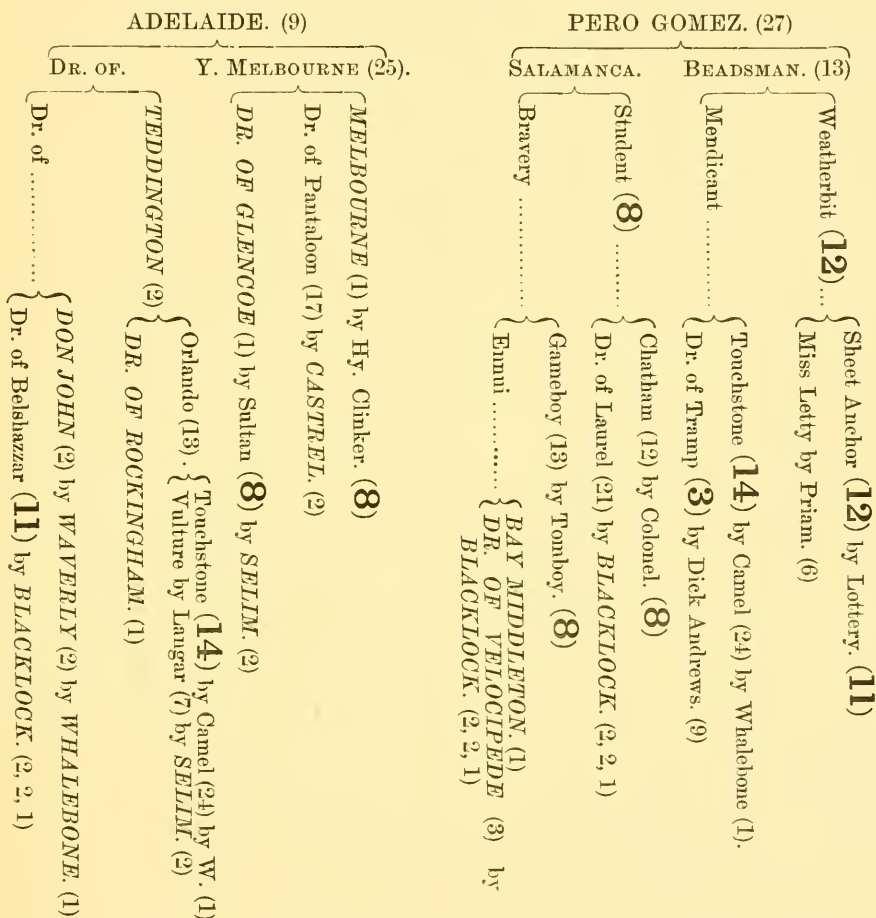 ADELAIDE. (9)
DR. OF.
Y. MELBOURNE (25).
MELBOURNE (1) by Hy. Clinker. (8)
Dr. of Pantaloon (17) by CASTREL. (2)
DR. OF GLENCOE (1) by Sultan (8) by SELIM. (2)
TEDDINGTON (2)
Orlando (13) .
Touchstone (14) by Camel (24) by W. (1)
Vulture by Langar (7) by SELIM. (2)
DR. OF ROCKINGHAM. (1)
Dr. of ..............
DON JOHN (2) by WAVERLY (2) by WHALEBONE. (1)
Dr. of Belshazzar (11) by BLACKLOCK. (2, 2, 1)
PERO GOMEZ. (27)
SALAMANCA.
BEADSMAN. (13)
Weatherbit (12) ...
Sheet Anchor (12) by Lottery. (11)
Miss Letty by Priam. (6)
Mendicant ............
Touchstone (14) by Camel (24) by Whalebone (1).
Dr. of Tramp (3) by Dick Andrews. (9)
Student (8) .........
Chatham (12) by Colonel. (8)
Dr. of Laurel (21) by BLACKLOCK. (2, 2, 1)
Bravery ..............
Gameboy (13) by Tomboy. (8)
Ennui ..........
BAY MIDDLETON. (1)
DR. OF VELOCIPEDE (3) by
BLACKLOCK. (2, 2, 1)